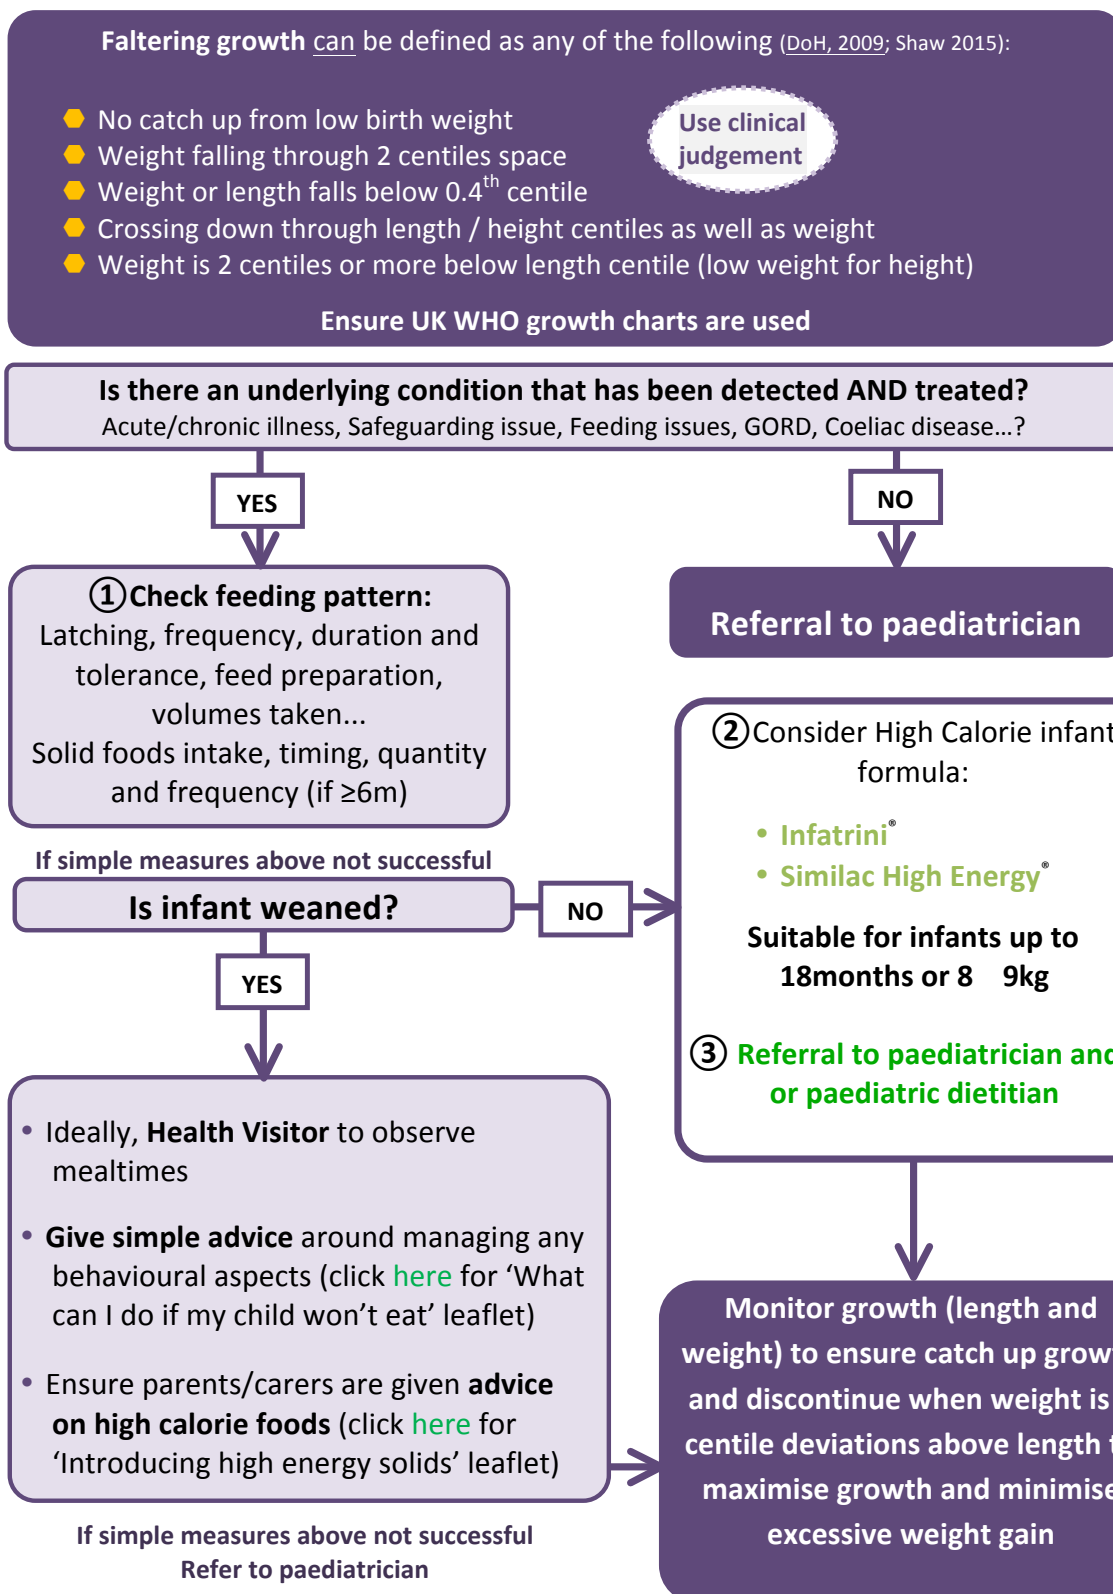 Faltering growth can be defined as any of the following (DoH, 2009; Shaw 2015):
No catch up from low birth weight
Weight falling through 2 centiles space
Weight or length falls below 0.4th centile
Crossing down through length / height centiles as well as weight
Weight is 2 centiles or more below length centile (low weight for height)
Use clinical
judgement
Ensure UK WHO growth charts are used
Is there an underlying condition that has been detected AND treated?
Acute/chronic illness, Safeguarding issue, Feeding issues, GORD, Coeliac disease…?
YES
NO
① Check feeding pattern:
Latching, frequency, duration and
tolerance, feed preparation,
volumes taken...
Solid foods intake, timing, quantity
and frequency (if ≥6m)
Referral to paediatrician
If simple measures above not successful
Is infant weaned?
NO
YES
② Consider High Calorie infant
formula:
• Infatrini®
• Similac High Energy®
Suitable for infants up to
18months or 8 9kg
③ Referral to paediatrician and
or paediatric dietitian
• Ideally, Health Visitor to observe
mealtimes
• Give simple advice around managing any
behavioural aspects (click here for ‘What
can I do if my child won’t eat’ leaflet)
• Ensure parents/carers are given advice
on high calorie foods (click here for
‘Introducing high energy solids’ leaflet)
If simple measures above not successful
Refer to paediatrician
Monitor growth (length and
weight) to ensure catch up
and discontinue when weight is
centile deviations above length
maximise growth and minimise
excessive weight gain